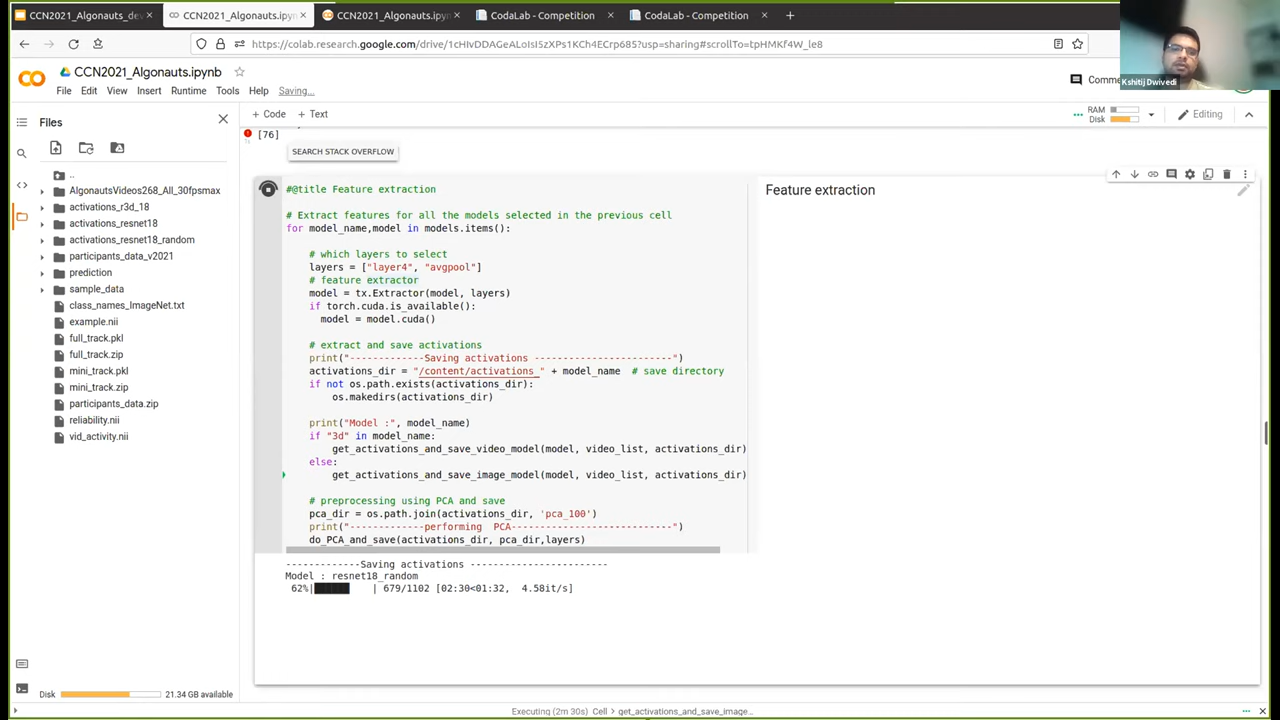 CCN2021_Algonauts_de
CCN2021_Algonauts.ipyn
CCN2021_Algonauts.ipyn
CodaLab - Competition
CodaLab - Competition
https://colab.research.google.com/drive/1cHIvDDAGeALoIsI5zXPs1KCh4ECrp685?usp=sharing#scrollTo=tpHMKf4W_le8
Kshitij Dwivedi
CCN2021_Algonauts.ipynb
File Edit View Insert Runtime Tools Help Saving...
Comme
Files
+ Code + Text
RAM
Disk
Editing
..
AlgonautsVideos268_All_30fpsmax
activations_r3d_18
activations_resnet18
activations_resnet18_random
participants_data_v2021
prediction
sample_data
class_names_ImageNet.txt
example.nii
full_track.pkl
full_track.zip
mini_track.pkl
mini_track.zip
participants_data.zip
reliability.nii
vid_activity.nii
Disk 21.34 GB available
[76]
SEARCH STACK OVERFLOW
#@title Feature extraction
# Extract features for all the models selected in the previous cell
for model_name,model in models.items():
# which layers to select
layers = ["layer4", "avgpool"]
# feature extractor
model = tx.Extractor(model, layers)
if torch.cuda.is_available():
model = model.cuda()
# extract and save activations
print("------------Saving activations ------------------------")
activations_dir = "/content/activations_" + model_name # save directory
if not os.path.exists(activations_dir):
os.makedirs(activations_dir)
print("Model :", model_name)
if "3d" in model_name:
get_activations_and_save_video_model(model, video_list, activations_dir)
else:
get_activations_and_save_image_model(model, video_list, activations_dir)
# preprocessing using PCA and save
pca_dir = os.path.join(activations_dir, 'pca_100')
print("------------performing  PCA----------------------------")
do_PCA_and_save(activations_dir, pca_dir,layers)
Feature extraction
-------------Saving activations ------------------------
Model : resnet18_random
62%| | 679/1102 [02:30<01:32, 4.58it/s]
Executing (2m 30s) Cell > get_activations_and_save_image...